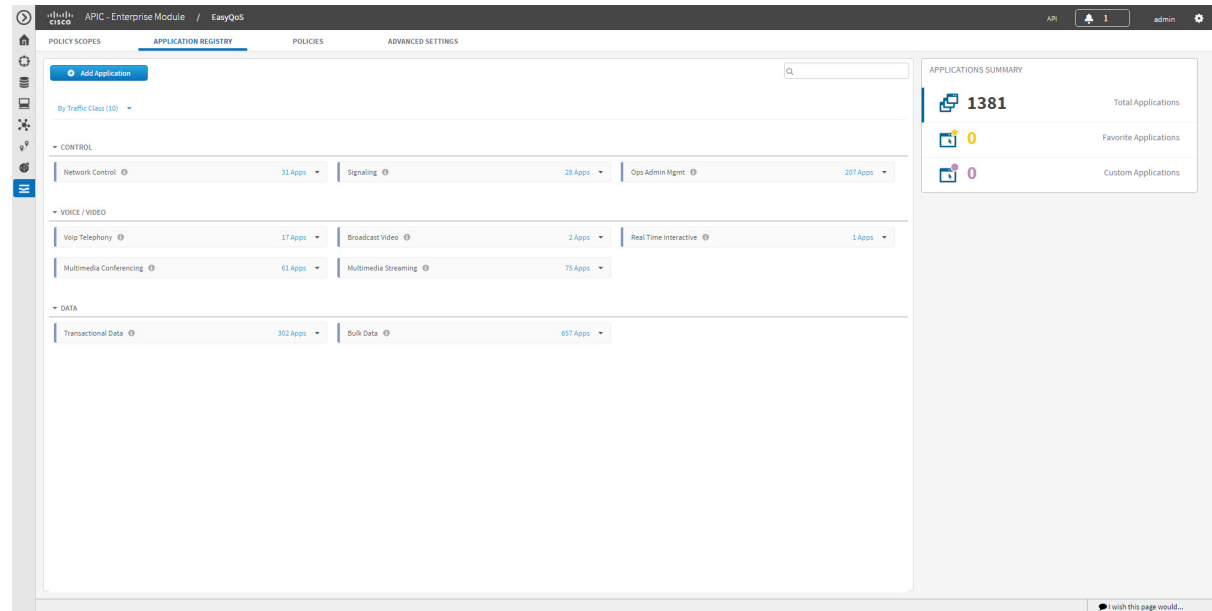 cisco APIC - Enterprise Module / EasyQoS API 1 admin
POLICY SCOPES APPLICATION REGISTRY POLICIES ADVANCED SETTINGS
Add Application
By Traffic Class (10)
CONTROL
Network Control 31 Apps Signaling 28 Apps Ops Admin Mgmt 207 Apps
VOICE / VIDEO
Voip Telephony 17 Apps Broadcast Video 2 Apps Real Time Interactive 1 Apps
Multimedia Conferencing 61 Apps Multimedia Streaming 75 Apps
DATA
Transactional Data 302 Apps Bulk Data 657 Apps
APPLICATIONS SUMMARY
1381 Total Applications
0 Favorite Applications
0 Custom Applications
I wish this page would...